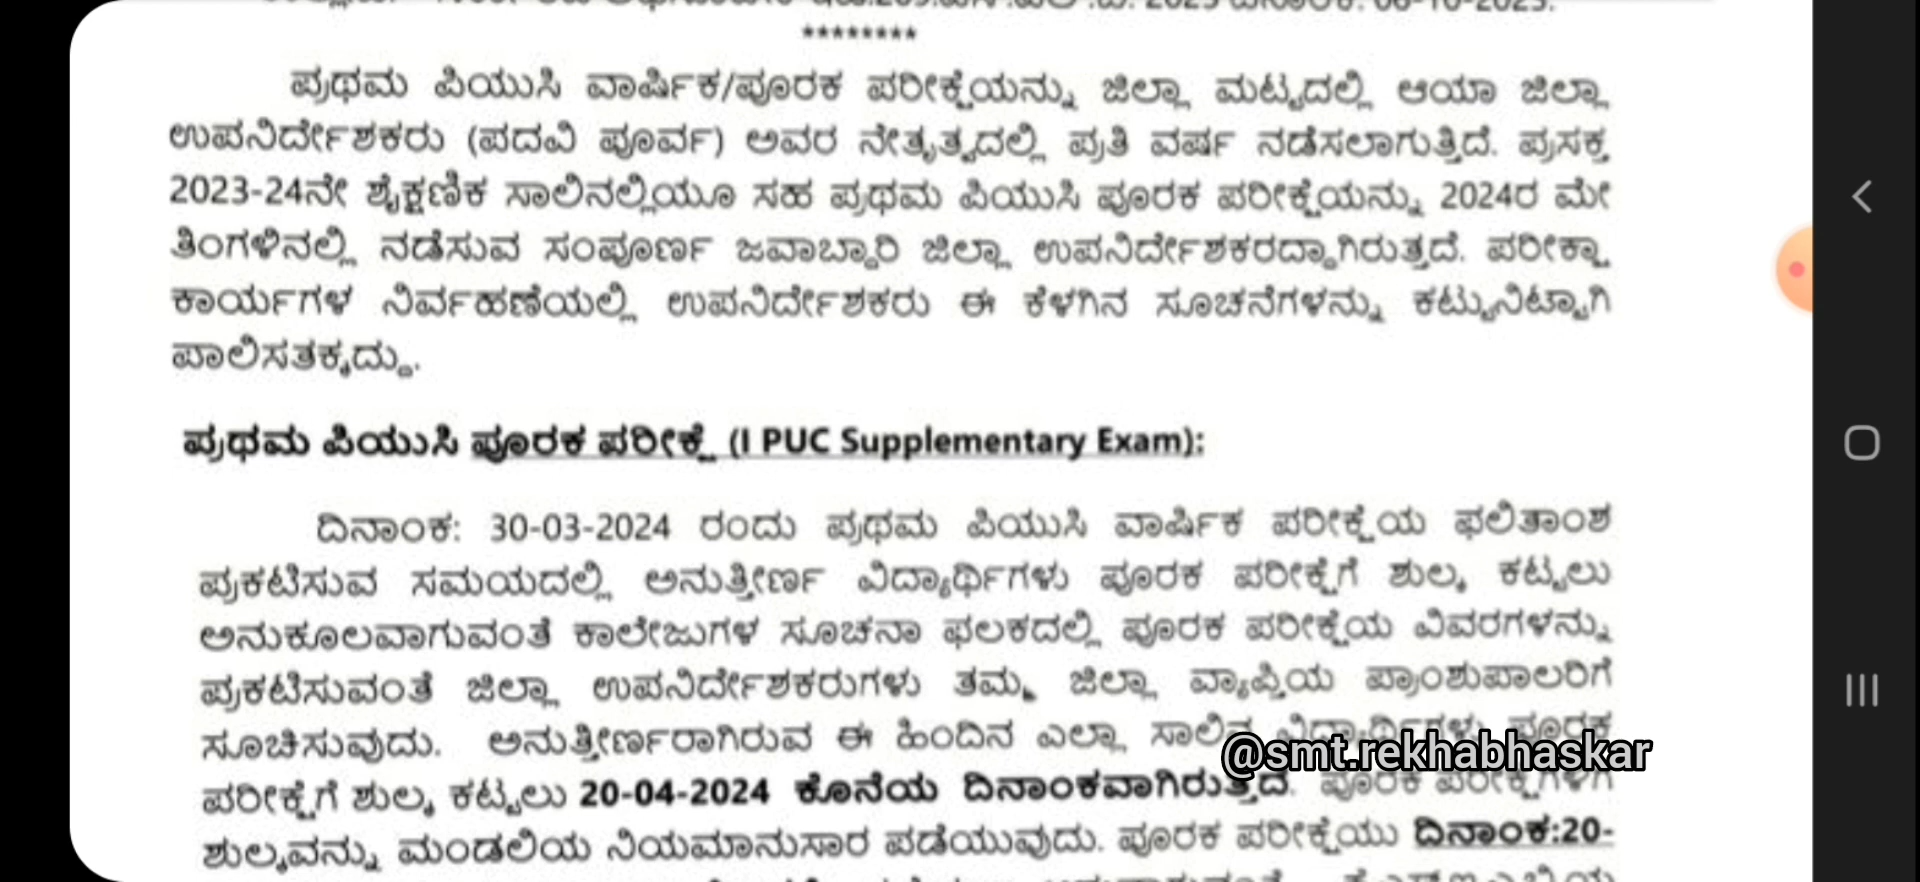 ********
ಪ್ರಥಮ ಪಿಯುಸಿ ವಾರ್ಷಿಕ/ಪೂರಕ ಪರೀಕ್ಷೆಯನ್ನು ಜಿಲ್ಲಾ ಮಟ್ಟದಲ್ಲಿ ಆಯಾ ಜಿಲ್ಲಾ
ಉಪನಿರ್ದೇಶಕರು (ಪದವಿ ಪೂರ್ವ) ಅವರ ನೇತೃತ್ವದಲ್ಲಿ ಪ್ರತಿ ವರ್ಷ ನಡೆಸಲಾಗುತ್ತಿದೆ. ಪ್ರಸಕ್ತ
2023-24ನೇ ಶೈಕ್ಷಣಿಕ ಸಾಲಿನಲ್ಲಿಯೂ ಸಹ ಪ್ರಥಮ ಪಿಯುಸಿ ಪೂರಕ ಪರೀಕ್ಷೆಯನ್ನು 2024ರ ಮೇ
ತಿಂಗಳಿನಲ್ಲಿ ನಡೆಸುವ ಸಂಪೂರ್ಣ ಜವಾಬ್ದಾರಿ ಜಿಲ್ಲಾ ಉಪನಿರ್ದೇಶಕರದ್ದಾಗಿರುತ್ತದೆ. ಪರೀಕ್ಷಾ
ಕಾರ್ಯಗಳ ನಿರ್ವಹಣೆಯಲ್ಲಿ ಉಪನಿರ್ದೇಶಕರು ಈ ಕೆಳಗಿನ ಸೂಚನೆಗಳನ್ನು ಕಟ್ಟುನಿಟ್ಟಾಗಿ
ಪಾಲಿಸತಕ್ಕದ್ದು.
ಪ್ರಥಮ ಪಿಯುಸಿ ಪೂರಕ ಪರೀಕ್ಷೆ (I PUC Supplementary Exam):
ದಿನಾಂಕ: 30-03-2024 ರಂದು ಪ್ರಥಮ ಪಿಯುಸಿ ವಾರ್ಷಿಕ ಪರೀಕ್ಷೆಯ ಫಲಿತಾಂಶ
ಪ್ರಕಟಿಸುವ ಸಮಯದಲ್ಲಿ ಅನುತ್ತೀರ್ಣ ವಿದ್ಯಾರ್ಥಿಗಳು ಪೂರಕ ಪರೀಕ್ಷೆಗೆ ಶುಲ್ಕ ಕಟ್ಟಲು
ಅನುಕೂಲವಾಗುವಂತೆ ಕಾಲೇಜುಗಳ ಸೂಚನಾ ಫಲಕದಲ್ಲಿ ಪೂರಕ ಪರೀಕ್ಷೆಯ ವಿವರಗಳನ್ನು
ಪ್ರಕಟಿಸುವಂತೆ ಜಿಲ್ಲಾ ಉಪನಿರ್ದೇಶಕರುಗಳು ತಮ್ಮ ಜಿಲ್ಲಾ ವ್ಯಾಪ್ತಿಯ ಪ್ರಾಂಶುಪಾಲರಿಗೆ
ಸೂಚಿಸುವುದು. ಅನುತ್ತೀರ್ಣರಾಗಿರುವ ಈ ಹಿಂದಿನ ಎಲ್ಲಾ ಸಾಲಿನ ವಿದ್ಯಾರ್ಥಿಗಳು ಪೂರಕ
@smt.rekhabhaskar
ಪರೀಕ್ಷೆಗೆ ಶುಲ್ಕ ಕಟ್ಟಲು 20-04-2024 ಕೊನೆಯ ದಿನಾಂಕವಾಗಿರುತ್ತದೆ. ಪೂರಕ ಪರೀಕ್ಷೆಗಳಿಗೆ
ಶುಲ್ಕವನ್ನು ಮಂಡಲಿಯ ನಿಯಮಾನುಸಾರ ಪಡೆಯುವುದು. ಪೂರಕ ಪರೀಕ್ಷೆಯು ದಿನಾಂಕ:20-